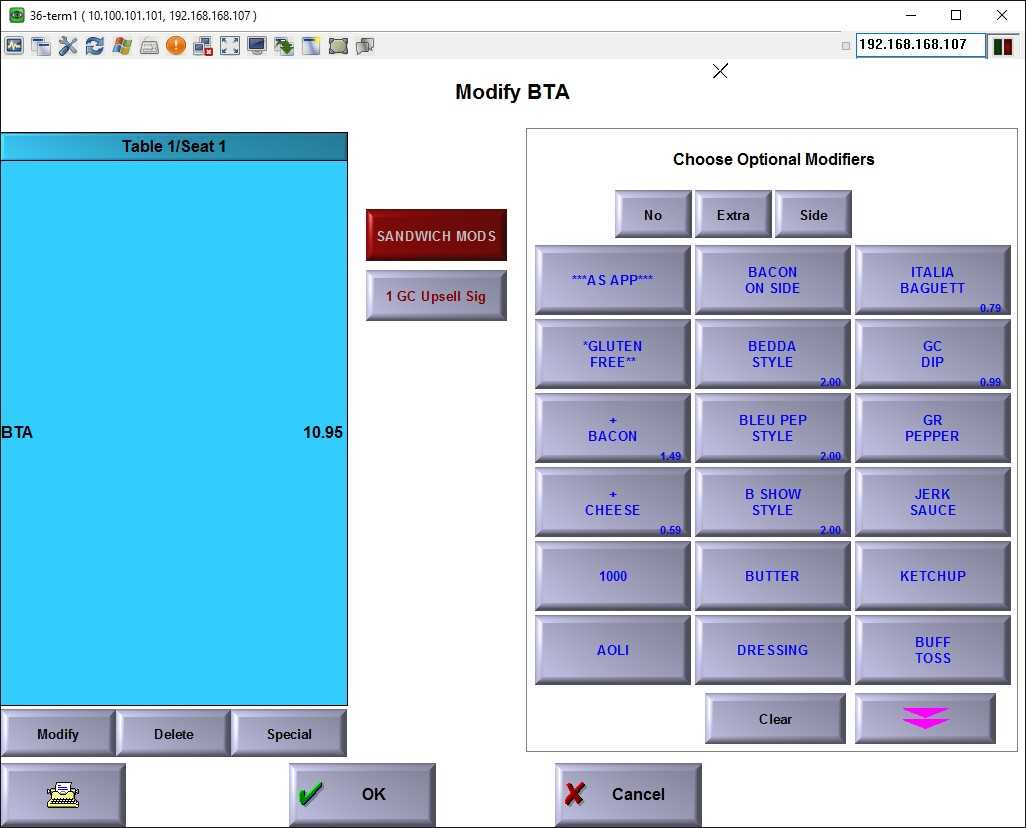 36-term1 ( 10.100.101.101, 192.168.168.107 )
192.168.168.107
Modify BTA
Table 1/Seat 1
BTA 10.95
SANDWICH MODS
1 GC Upsell Sig
Choose Optional Modifiers
No
Extra
Side
***AS APP***
BACON
ON SIDE
ITALIA
BAGUETT
0.79
*GLUTEN
FREE**
BEDDA
STYLE
2.00
GC
DIP
0.99
+
BACON
1.49
BLEU PEP
STYLE
2.00
GR
PEPPER
+
CHEESE
0.59
B SHOW
STYLE
2.00
JERK
SAUCE
1000
BUTTER
KETCHUP
AOLI
DRESSING
BUFF
TOSS
Clear
Modify
Delete
Special
OK
Cancel